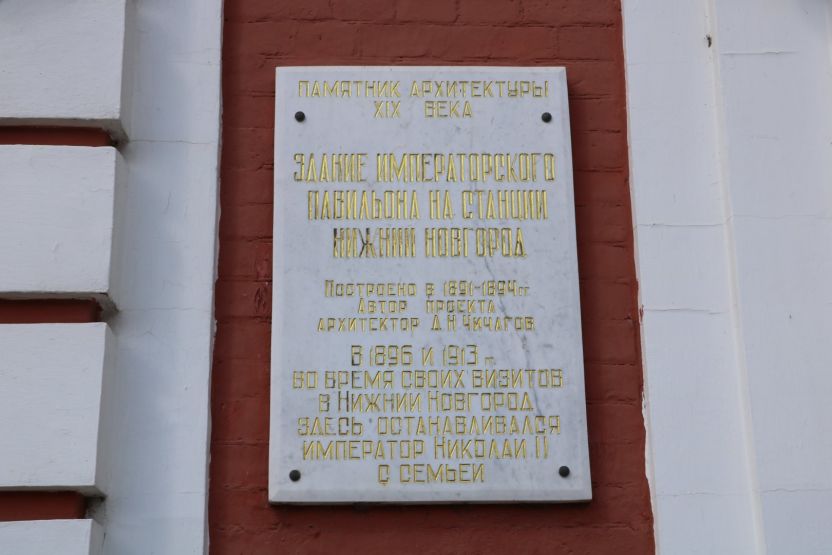 ПАМЯТНИК АРХИТЕКТУРЫ
XIX ВЕКА
ЗДАНИЕ ИМПЕРАТОРСКОГО
ПАВИЛЬОНА НА СТАНЦИИ
НИЖНИЙ НОВГОРОД
ПОСТРОЕНО В 1891-1894 ГГ.
АВТОР ПРОЕКТА
АРХИТЕКТОР Д.Н.ЧИЧАГОВ
В 1896 И 1913 Г.
ВО ВРЕМЯ СВОИХ ВИЗИТОВ
В НИЖНИЙ НОВГОРОД
ЗДЕСЬ ОСТАНАВЛИВАЛСЯ
ИМПЕРАТОР НИКОЛАЙ II
С СЕМЬЕЙ